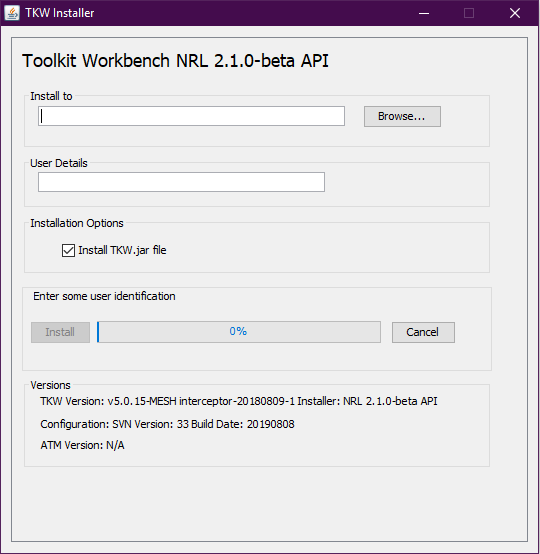 TKW Installer
Toolkit Workbench NRL 2.1.0-beta API
Install to
Browse...
User Details
Installation Options
Install TKW.jar file
Enter some user identification
Install 0% Cancel
Versions
TKW Version: v5.0.15-MESH interceptor-20180809-1 Installer: NRL 2.1.0-beta API
Configuration: SVN Version: 33 Build Date: 20190808
ATM Version: N/A